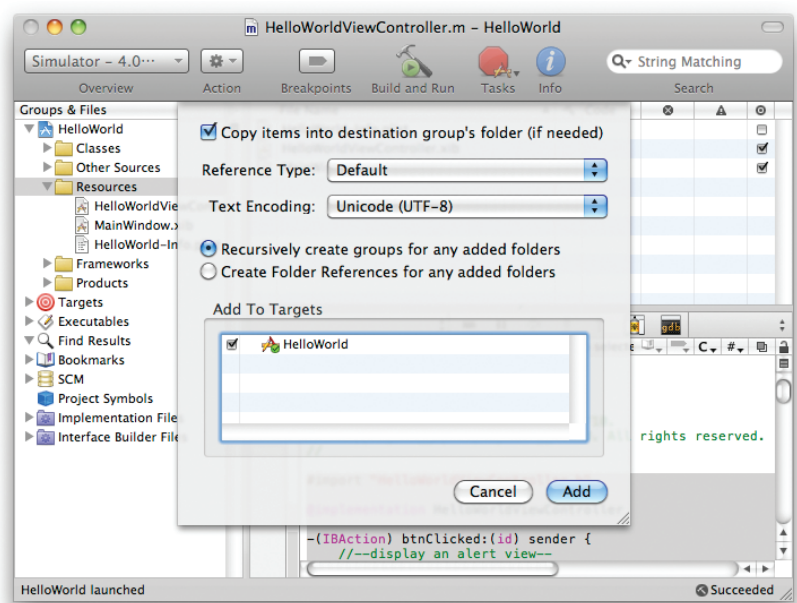 HelloWorldViewController.m – HelloWorld
Simulator - 4.0···
String Matching
Overview
Action
Breakpoints
Build and Run
Tasks
Info
Search
Groups & Files
HelloWorld
Classes
Other Sources
Resources
HelloWorldViewC
MainWindow.x
HelloWorld-Info
Frameworks
Products
Targets
Executables
Find Results
Bookmarks
SCM
Project Symbols
Implementation File
Interface Builder File
Copy items into destination group's folder (if needed)
Reference Type: Default
Text Encoding: Unicode (UTF-8)
Recursively create groups for any added folders
Create Folder References for any added folders
Add To Targets
HelloWorld
Cancel
Add
gdb
C
#
All rights reserved.
-(IBAction) btnClicked:(id) sender {
//--display an alert view--
HelloWorld launched
Succeeded